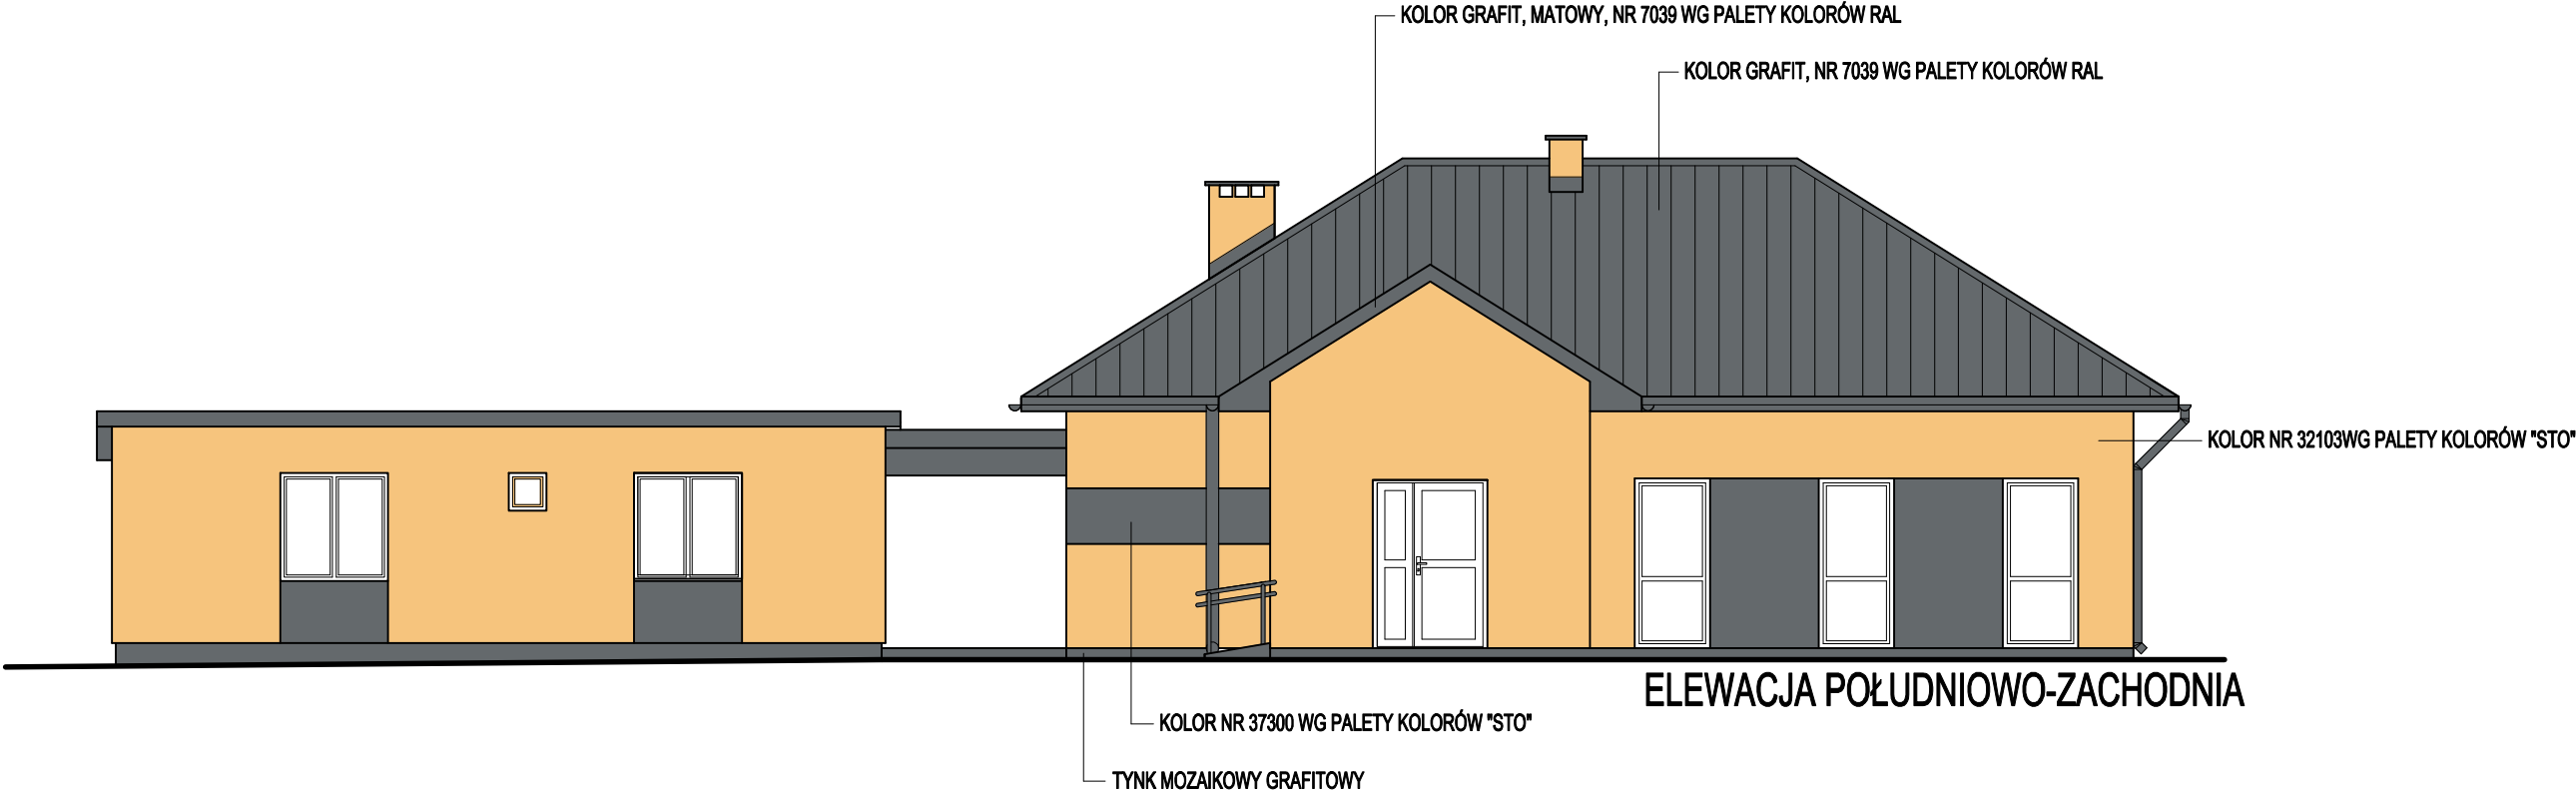 KOLOR GRAFIT, MATOWY, NR 7039 WG PALETY KOLORÓW RAL
KOLOR GRAFIT, NR 7039 WG PALETY KOLORÓW RAL
KOLOR NR 32103WG PALETY KOLORÓW "STO"
ELEWACJA POŁUDNIOWO-ZACHODNIA
KOLOR NR 37300 WG PALETY KOLORÓW "STO"
TYNK MOZAIKOWY GRAFITOWY